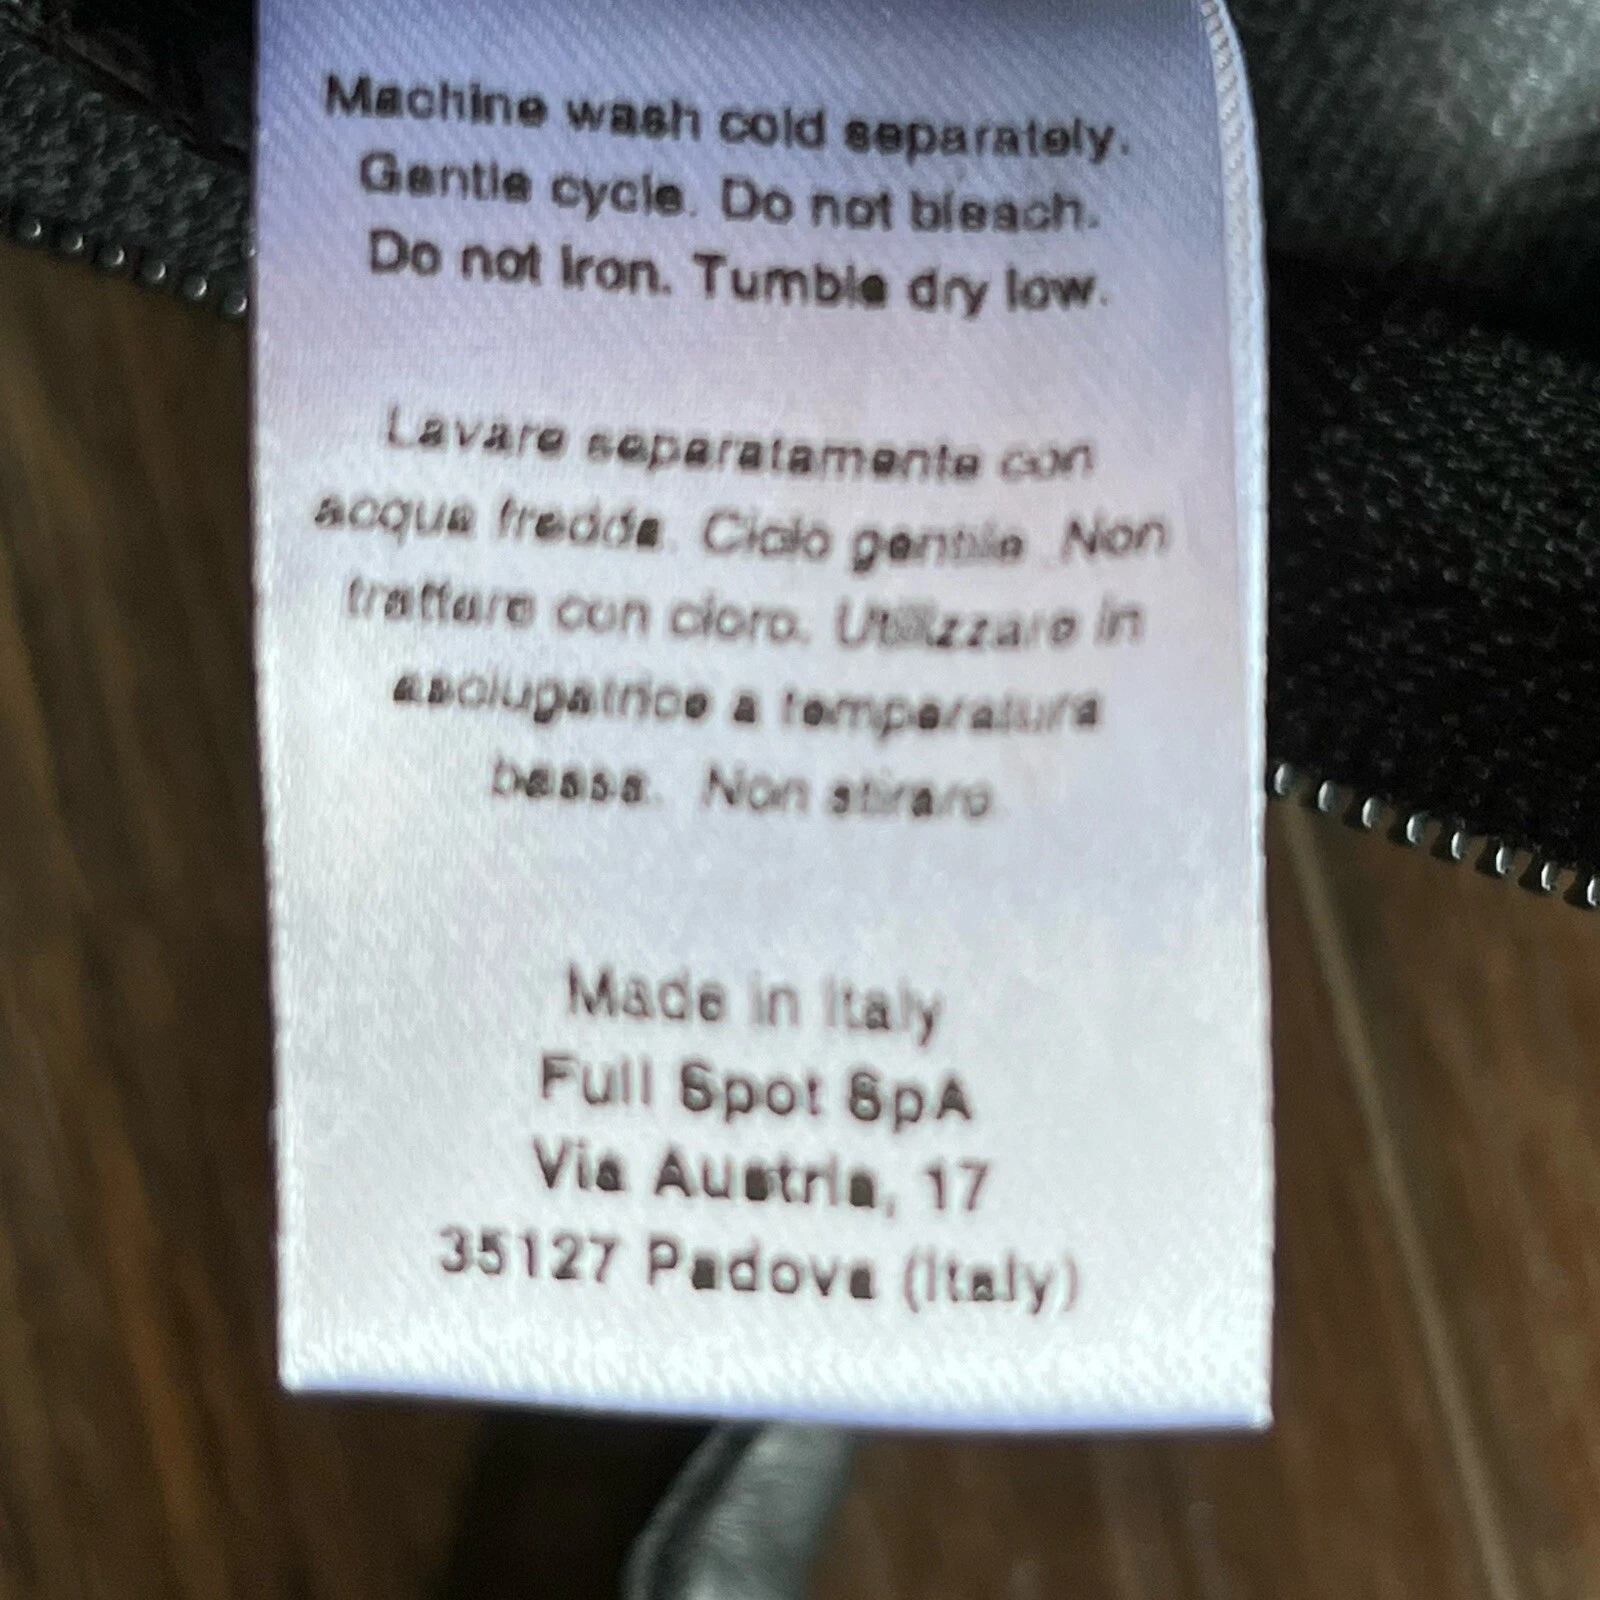 Machine wash cold separately.
Gentle cycle. Do not bleach.
Do not Iron. Tumble dry low.
Lavare separatamente con
acqua fredda. Ciclo gentile. Non
trattare con cloro. Utilizzare in
asciugatrice a temperatura
bassa. Non stirare.
Made in Italy
Full Spot SpA
Via Austria, 17
35127 Padova (Italy)